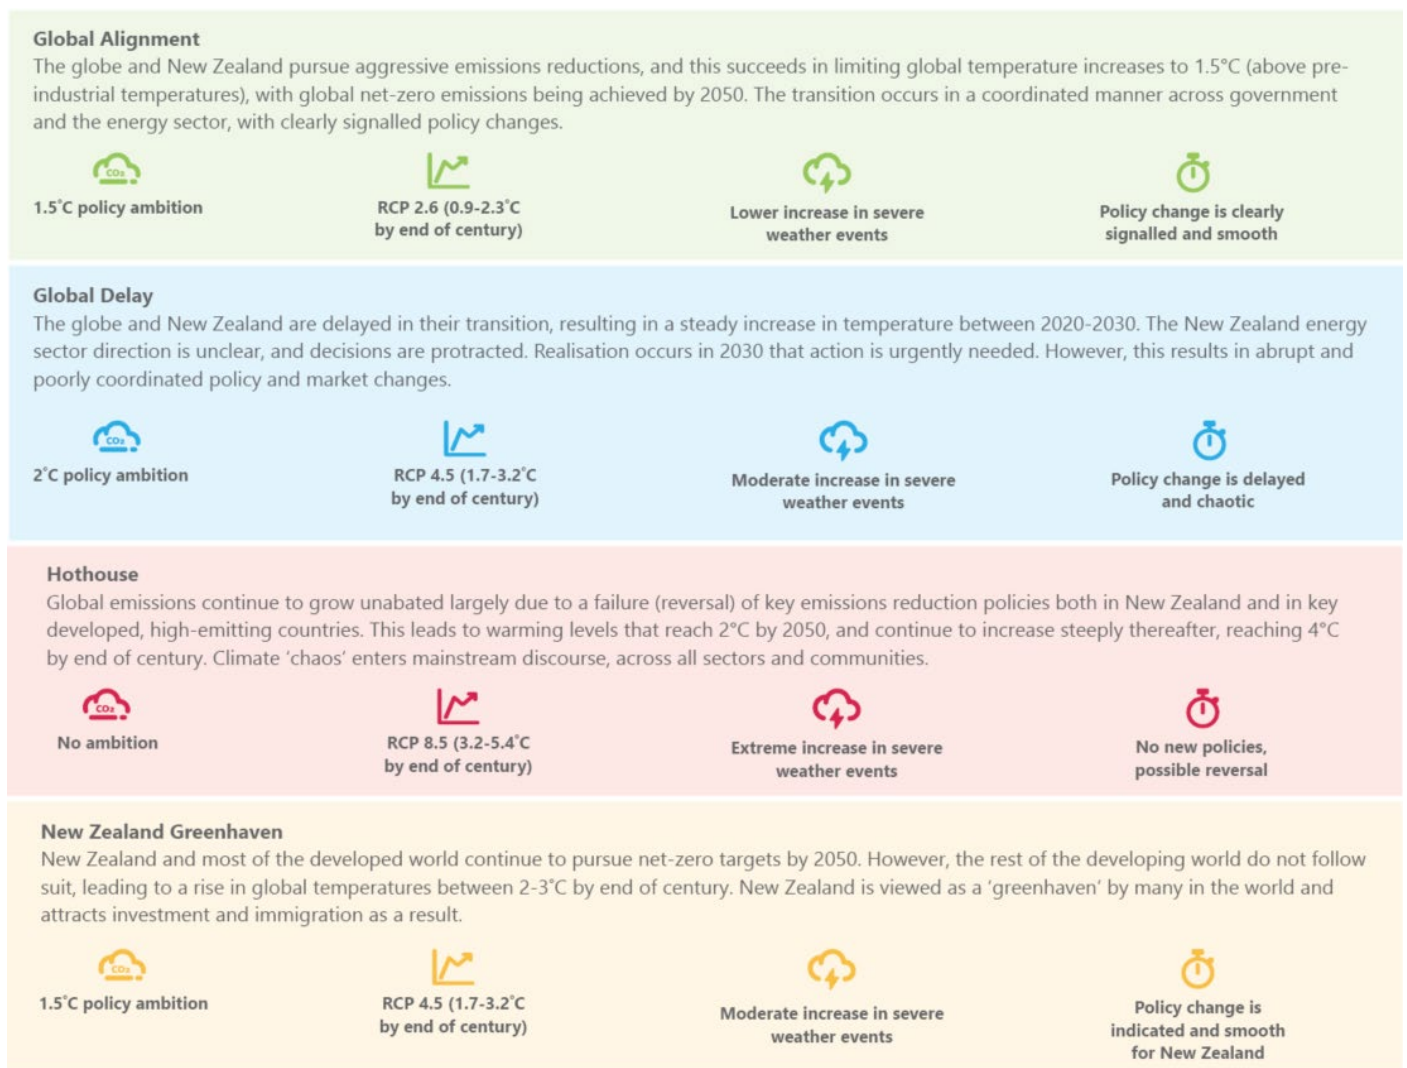 Global Alignment
The globe and New Zealand pursue aggressive emissions reductions, and this succeeds in limiting global temperature increases to 1.5°C (above pre-
industrial temperatures), with global net-zero emissions being achieved by 2050. The transition occurs in a coordinated manner across government
and the energy sector, with clearly signalled policy changes.
CO₂
1.5°C policy ambition
RCP 2.6 (0.9-2.3°C
by end of century)
Lower increase in severe
weather events
Policy change is clearly
signalled and smooth
Global Delay
The globe and New Zealand are delayed in their transition, resulting in a steady increase in temperature between 2020-2030. The New Zealand energy
sector direction is unclear, and decisions are protracted. Realisation occurs in 2030 that action is urgently needed. However, this results in abrupt and
poorly coordinated policy and market changes.
CO₂
2°C policy ambition
RCP 4.5 (1.7-3.2°C
by end of century)
Moderate increase in severe
weather events
Policy change is delayed
and chaotic
Hothouse
Global emissions continue to grow unabated largely due to a failure (reversal) of key emissions reduction policies both in New Zealand and in key
developed, high-emitting countries. This leads to warming levels that reach 2°C by 2050, and continue to increase steeply thereafter, reaching 4°C
by end of century. Climate ‘chaos’ enters mainstream discourse, across all sectors and communities.
CO₂
No ambition
RCP 8.5 (3.2-5.4°C
by end of century)
Extreme increase in severe
weather events
No new policies,
possible reversal
New Zealand Greenhaven
New Zealand and most of the developed world continue to pursue net-zero targets by 2050. However, the rest of the developing world do not follow
suit, leading to a rise in global temperatures between 2-3°C by end of century. New Zealand is viewed as a ‘greenhaven’ by many in the world and
attracts investment and immigration as a result.
CO₂
1.5°C policy ambition
RCP 4.5 (1.7-3.2°C
by end of century)
Moderate increase in severe
weather events
Policy change is
indicated and smooth
for New Zealand